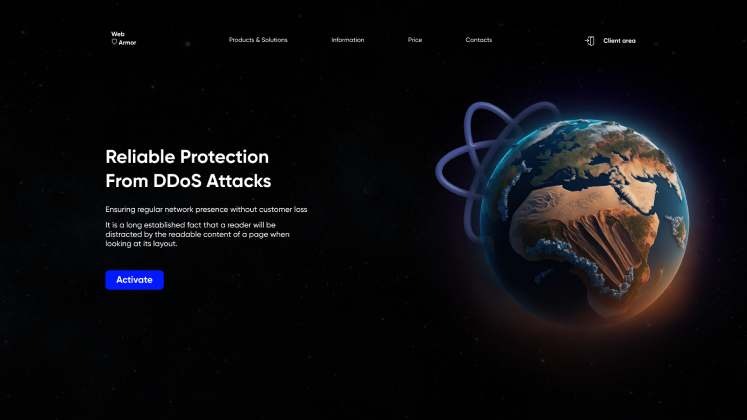 Web
Armor
Products & Solutions
Information
Price
Contacts
Client area
Reliable Protection
From DDoS Attacks
Ensuring regular network presence without customer loss
It is a long established fact that a reader will be
distracted by the readable content of a page when
looking at its layout.
Activate